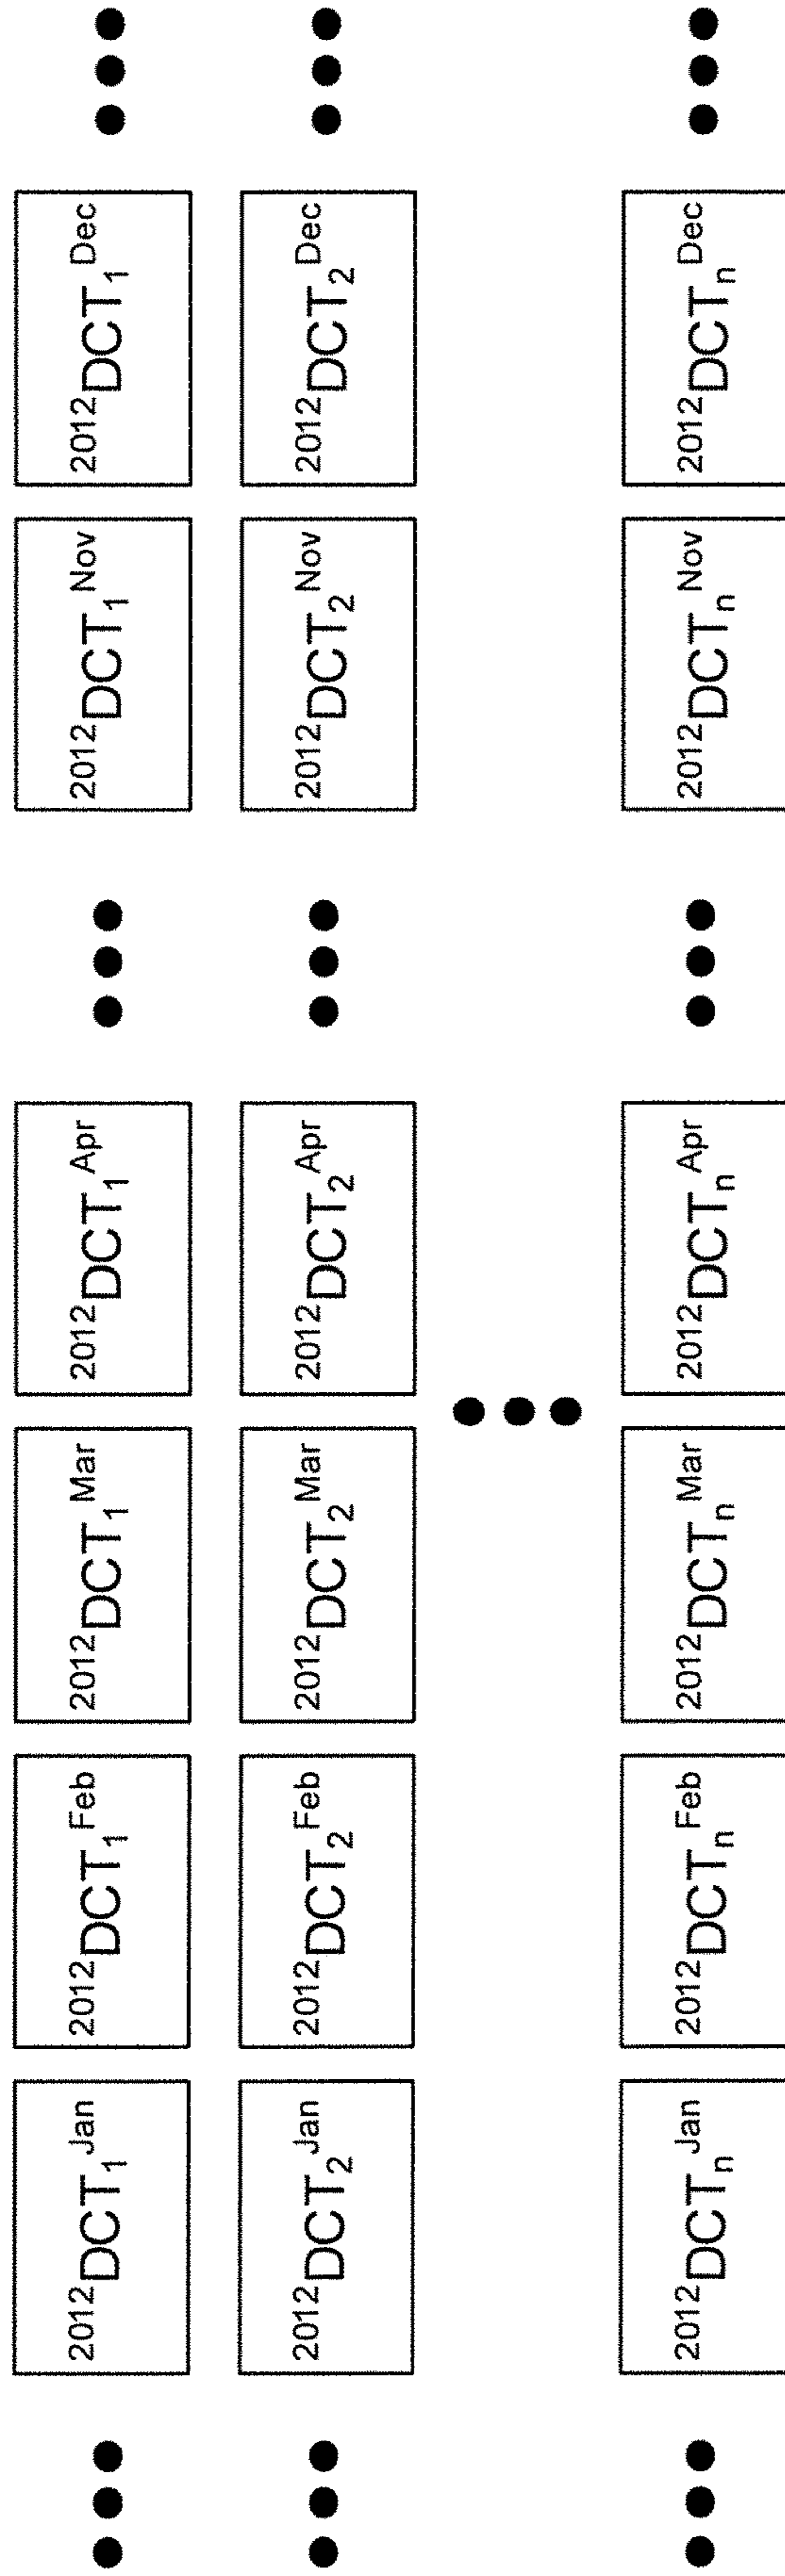 ••• ²⁰¹²DCT₁ᴶᵃⁿ ²⁰¹²DCT₁ᶠᵉᵇ ²⁰¹²DCT₁ᴹᵃʳ ²⁰¹²DCT₁ᴬᵖʳ ••• ²⁰¹²DCT₁ᴺᵒᵛ ²⁰¹²DCT₁ᴰᵉᶜ •••
••• ²⁰¹²DCT₂ᴶᵃⁿ ²⁰¹²DCT₂ᶠᵉᵇ ²⁰¹²DCT₂ᴹᵃʳ ²⁰¹²DCT₂ᴬᵖʳ ••• ²⁰¹²DCT₂ᴺᵒᵛ ²⁰¹²DCT₂ᴰᵉᶜ •••
•••
••• ²⁰¹²DCTₙᴶᵃⁿ ²⁰¹²DCTₙᶠᵉᵇ ²⁰¹²DCTₙᴹᵃʳ ²⁰¹²DCTₙᴬᵖʳ ••• ²⁰¹²DCTₙᴺᵒᵛ ²⁰¹²DCTₙᴰᵉᶜ •••